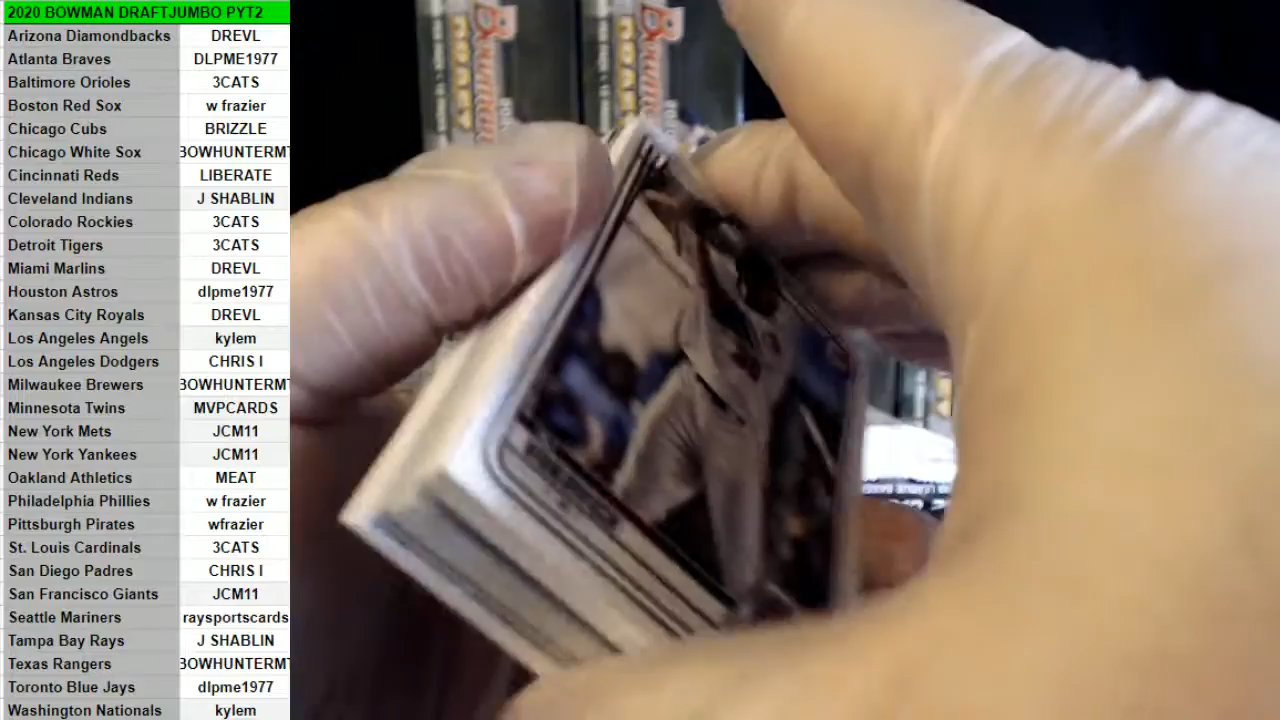 2020 BOWMAN DRAFTJUMBO PYT2
Arizona Diamondbacks DREVL
Atlanta Braves DLPME1977
Baltimore Orioles 3CATS
Boston Red Sox w frazier
Chicago Cubs BRIZZLE
Chicago White Sox BOWHUNTERMT
Cincinnati Reds LIBERATE
Cleveland Indians J SHABLIN
Colorado Rockies 3CATS
Detroit Tigers 3CATS
Miami Marlins DREVL
Houston Astros dlpme1977
Kansas City Royals DREVL
Los Angeles Angels kylem
Los Angeles Dodgers CHRIS I
Milwaukee Brewers BOWHUNTERMT
Minnesota Twins MVPCARDS
New York Mets JCM11
New York Yankees JCM11
Oakland Athletics MEAT
Philadelphia Phillies w frazier
Pittsburgh Pirates wfrazier
St. Louis Cardinals 3CATS
San Diego Padres CHRIS I
San Francisco Giants JCM11
Seattle Mariners raysportscards
Tampa Bay Rays J SHABLIN
Texas Rangers BOWHUNTERMT
Toronto Blue Jays dlpme1977
Washington Nationals kylem
Bowman
Bowman